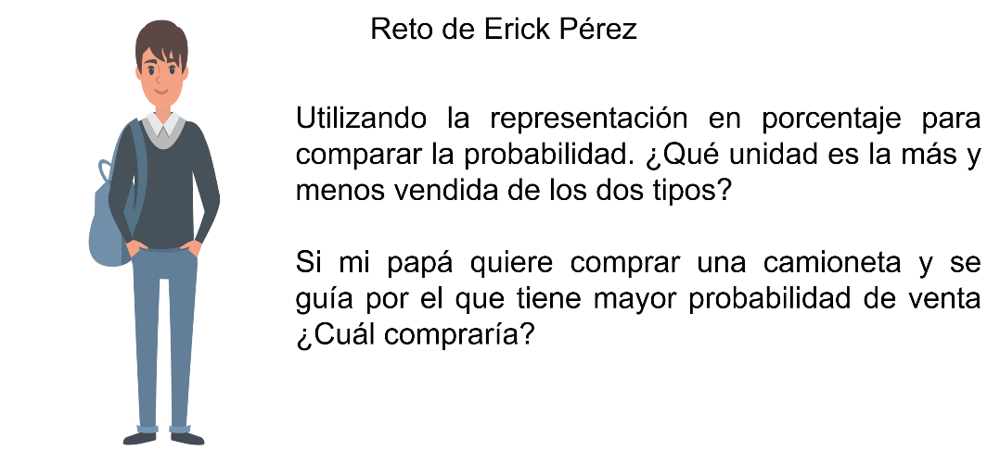 Reto de Erick Pérez
Utilizando la representación en porcentaje para
comparar la probabilidad. ¿Qué unidad es la más y
menos vendida de los dos tipos?
Si mi papá quiere comprar una camioneta y se
guía por el que tiene mayor probabilidad de venta
¿Cuál compraría?